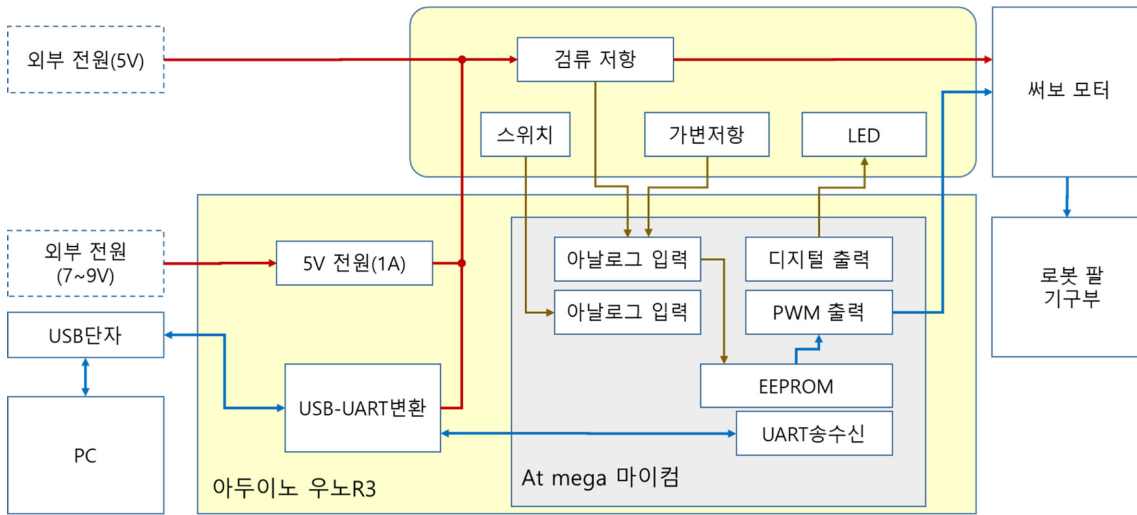 외부 전원(5V)
검류 저항
써보 모터
스위치
가변저항
LED
외부 전원
(7~9V)
5V 전원(1A)
아날로그 입력
디지털 출력
로봇 팔
기구부
아날로그 입력
PWM 출력
USB단자
EEPROM
USB-UART변환
UART송수신
PC
At mega 마이컴
아두이노 우노R3